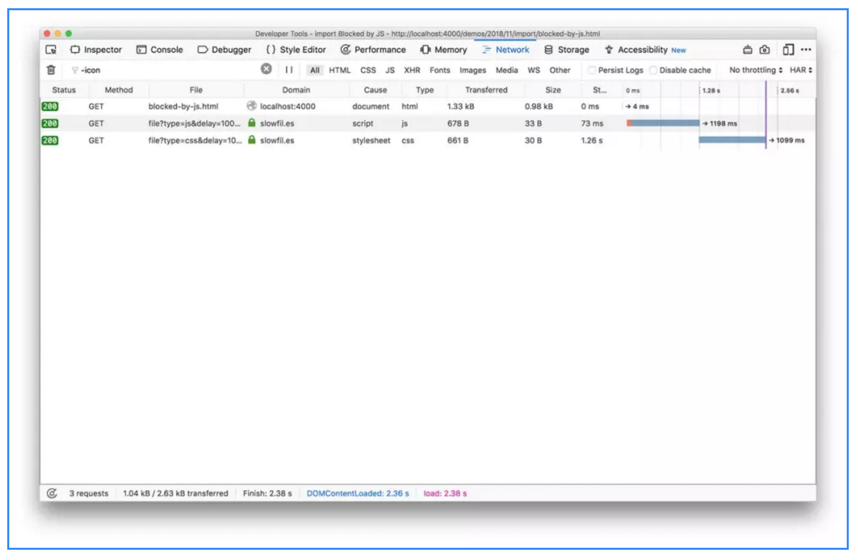 Developer Tools - import Blocked by JS - http://localhost:4000/demos/2018/11/import/blocked-by-js.html
Inspector Console Debugger { } Style Editor Performance Memory Network Storage Accessibility New
-icon All HTML CSS JS XHR Fonts Images Media WS Other Persist Logs Disable cache No throttling HAR
Status Method File Domain Cause Type Transferred Size St... 0 ms 1.28 s 2.56 s
200 GET blocked-by-js.html localhost:4000 document html 1.33 kB 0.98 kB 0 ms → 4 ms
200 GET file?type=js&delay=100... slowfil.es script js 678 B 33 B 73 ms → 1198 ms
200 GET file?type=css&delay=10... slowfil.es stylesheet css 661 B 30 B 1.26 s → 1099 ms
3 requests 1.04 kB / 2.63 kB transferred Finish: 2.38 s DOMContentLoaded: 2.36 s load: 2.38 s